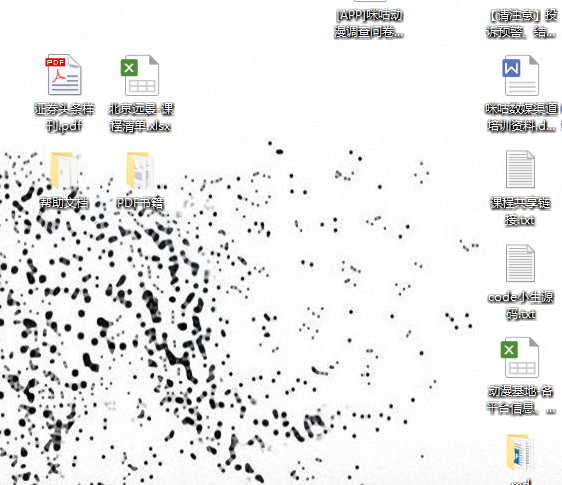 [APP]咪咕动
漫调查问卷...
【请注意】投
诉预警、结...
PDF
证券头条样
刊.pdf
X
北京远景-课
程清单.xlsx
W
咪咕数媒渠道
培训资料.d...
帮助文档
PDF书籍
课程共享链
接.txt
code小生源
码.txt
X
动漫基地-各
平台信息、...